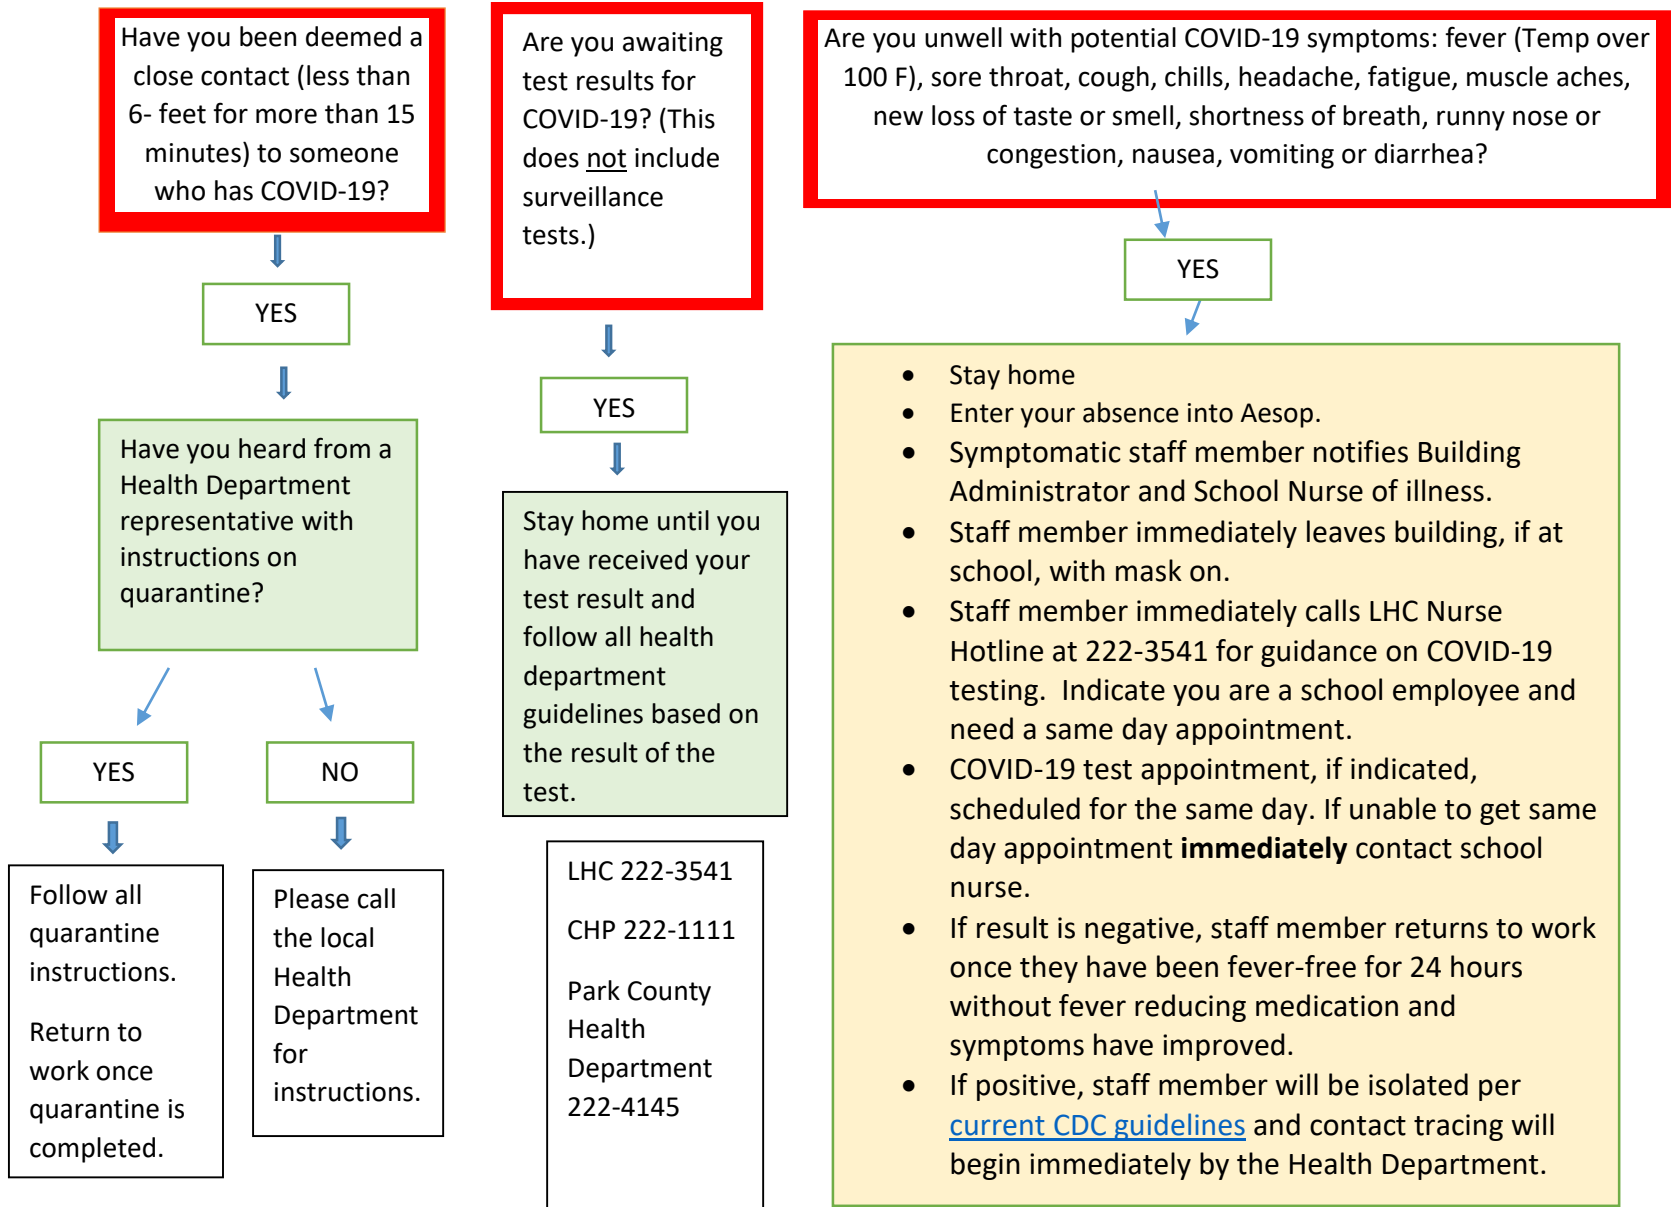 Have you been deemed a
close contact (less than
6- feet for more than 15
minutes) to someone
who has COVID-19?
YES
Have you heard from a
Health Department
representative with
instructions on
quarantine?
YES
NO
Follow all
quarantine
instructions.
Return to
work once
quarantine is
completed.
Please call
the local
Health
Department
for
instructions.
Are you awaiting
test results for
COVID-19? (This
does not include
surveillance
tests.)
YES
Stay home until you
have received your
test result and
follow all health
department
guidelines based on
the result of the
test.
LHC 222-3541
CHP 222-1111
Park County
Health
Department
222-4145
Are you unwell with potential COVID-19 symptoms: fever (Temp over
100 F), sore throat, cough, chills, headache, fatigue, muscle aches,
new loss of taste or smell, shortness of breath, runny nose or
congestion, nausea, vomiting or diarrhea?
YES
• Stay home
• Enter your absence into Aesop.
• Symptomatic staff member notifies Building
Administrator and School Nurse of illness.
• Staff member immediately leaves building, if at
school, with mask on.
• Staff member immediately calls LHC Nurse
Hotline at 222-3541 for guidance on COVID-19
testing.  Indicate you are a school employee and
need a same day appointment.
• COVID-19 test appointment, if indicated,
scheduled for the same day. If unable to get same
day appointment immediately contact school
nurse.
• If result is negative, staff member returns to work
once they have been fever-free for 24 hours
without fever reducing medication and
symptoms have improved.
• If positive, staff member will be isolated per
current CDC guidelines and contact tracing will
begin immediately by the Health Department.